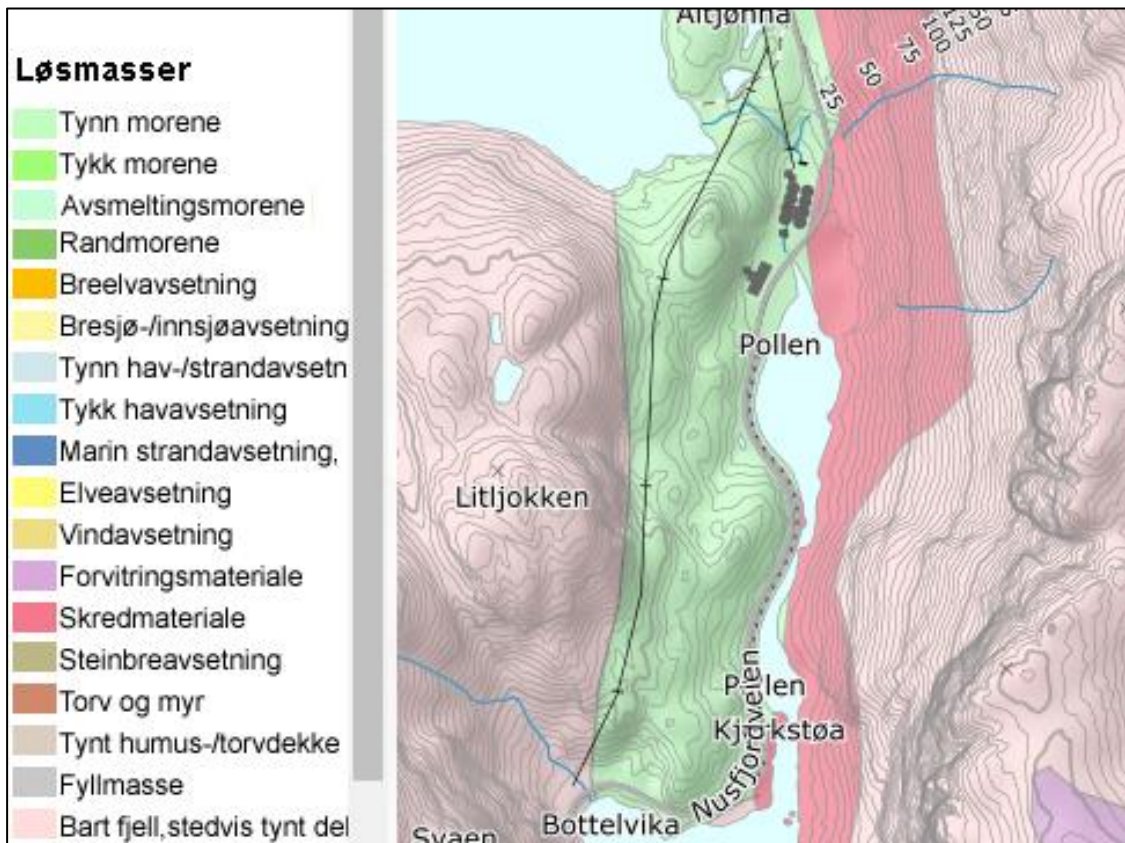 Løsmasser
Tynn morene
Tykk morene
Avsmeltingsmorene
Randmorene
Breelvavsetning
Bresjø-/innsjøavsetning
Tynn hav-/strandavsetn
Tykk havavsetning
Marin strandavsetning,
Elveavsetning
Vindavsetning
Forvitringsmateriale
Skredmateriale
Steinbreavsetning
Torv og myr
Tynt humus-/torvdekke
Fyllmasse
Bart fjell,stedvis tynt del
Altjønna
25
50
75
100
125
Pollen
Litljokken
Pollen
Nusfjordveien
Bottelvika
Svaen